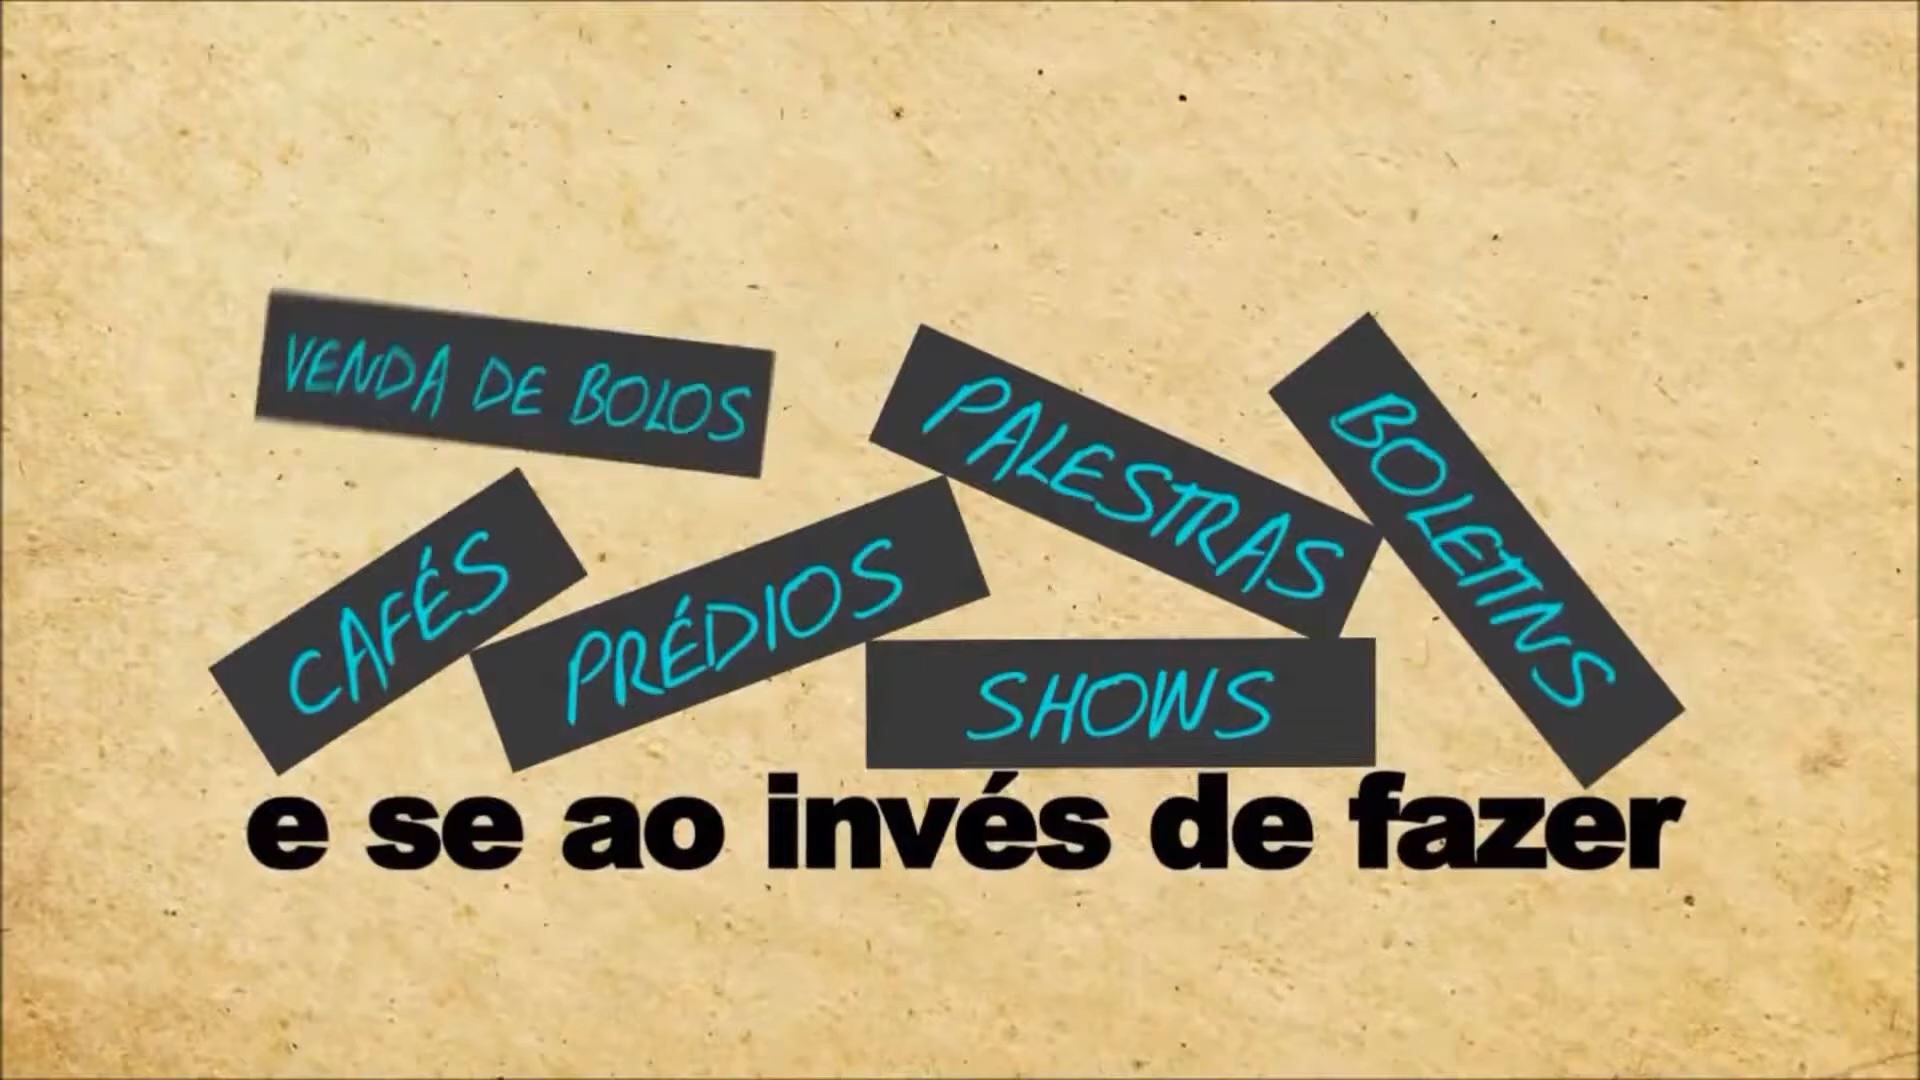 VENDA DE BOLOS
PALESTRAS
BOLETINS
CAFÉS
PRÉDIOS
SHOWS
e se ao invés de fazer